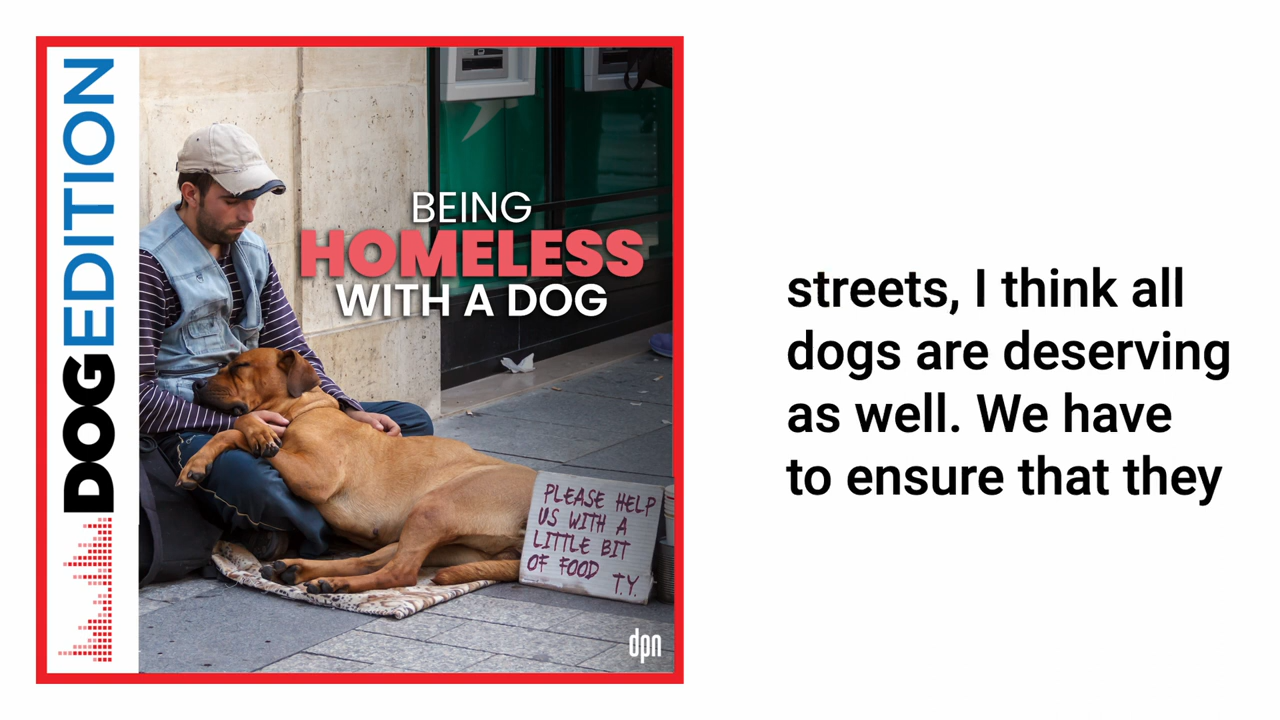 DOGEDITION
BEING
HOMELESS
WITH A DOG
PLEASE HELP
US WITH A
LITTLE BIT
OF FOOD
T.Y.
dpn
streets, I think all
dogs are deserving
as well. We have
to ensure that they